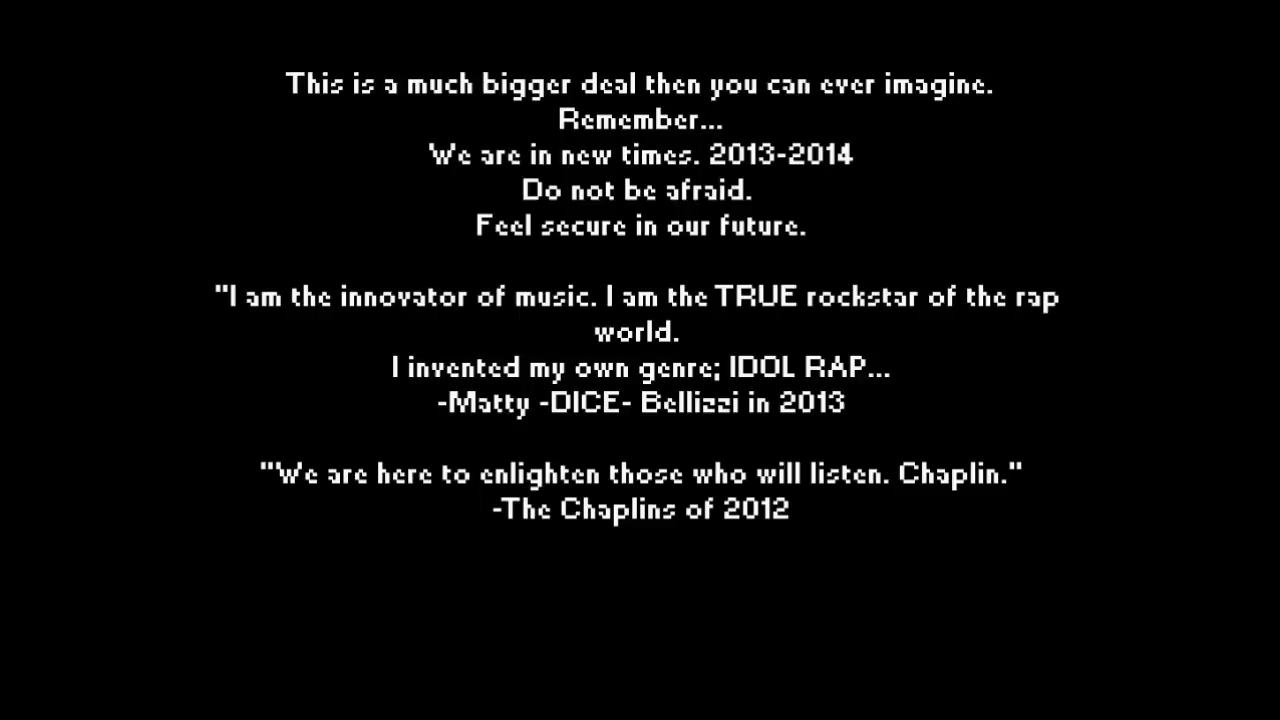 This is a much bigger deal then you can ever imagine.
Remember...
We are in new times. 2013-2014
Do not be afraid.
Feel secure in our future.
"I am the innovator of music. I am the TRUE rockstar of the rap
world.
I invented my own genre; IDOL RAP...
-Matty -DICE- Bellizzi in 2013
"We are here to enlighten those who will listen. Chaplin."
-The Chaplins of 2012